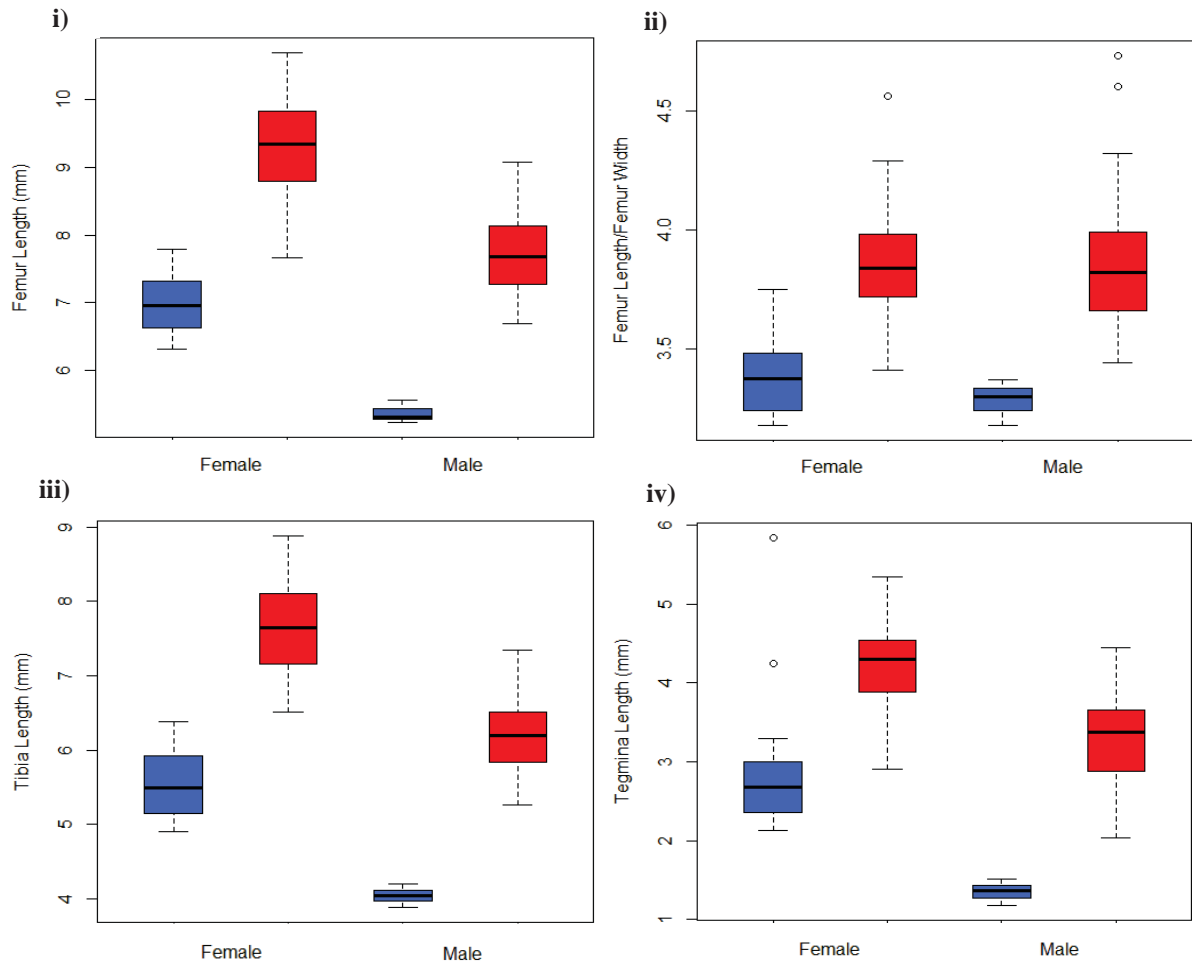 i)
Femur Length (mm)
10
9
8
7
6
Female
Male
ii)
Femur Length/Femur Width
4.5
4.0
3.5
Female
Male
iii)
Tibia Length (mm)
9
8
7
6
5
4
Female
Male
iv)
Tegmina Length (mm)
6
5
4
3
2
1
Female
Male